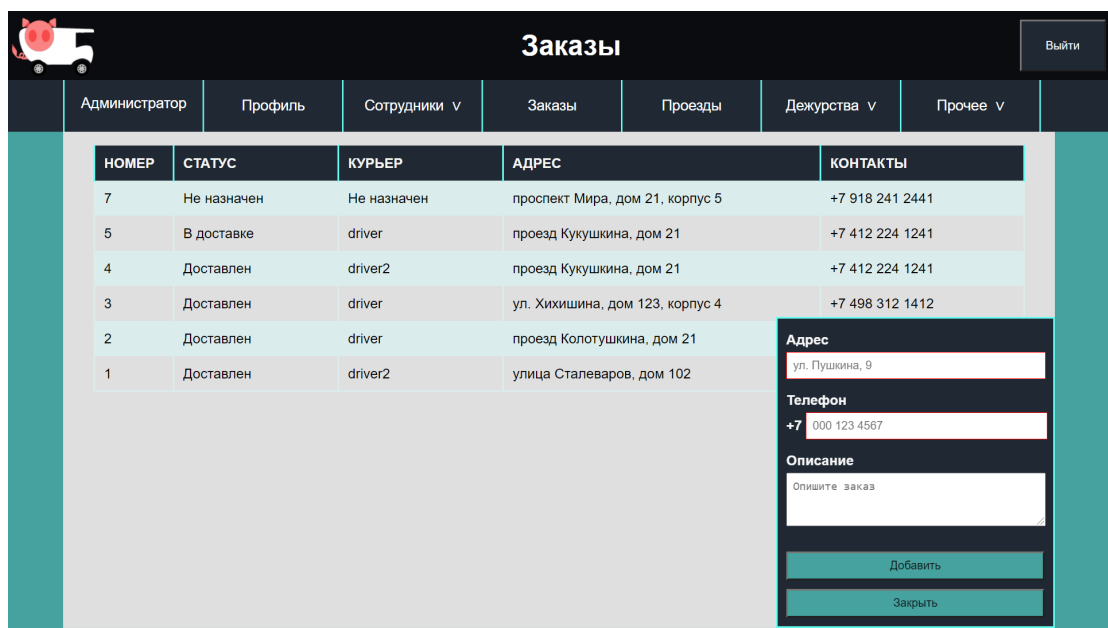 Заказы
Выйти
Администратор Профиль Сотрудники ∨ Заказы Проезды Дежурства ∨ Прочее ∨
НОМЕР СТАТУС КУРЬЕР АДРЕС КОНТАКТЫ
7 Не назначен Не назначен проспект Мира, дом 21, корпус 5 +7 918 241 2441
5 В доставке driver проезд Кукушкина, дом 21 +7 412 224 1241
4 Доставлен driver2 проезд Кукушкина, дом 21 +7 412 224 1241
3 Доставлен driver ул. Хихишина, дом 123, корпус 4 +7 498 312 1412
2 Доставлен driver проезд Колотушкина, дом 21
1 Доставлен driver2 улица Сталеваров, дом 102
Адрес
ул. Пушкина, 9
Телефон
+7 000 123 4567
Описание
Опишите заказ
Добавить
Закрыть